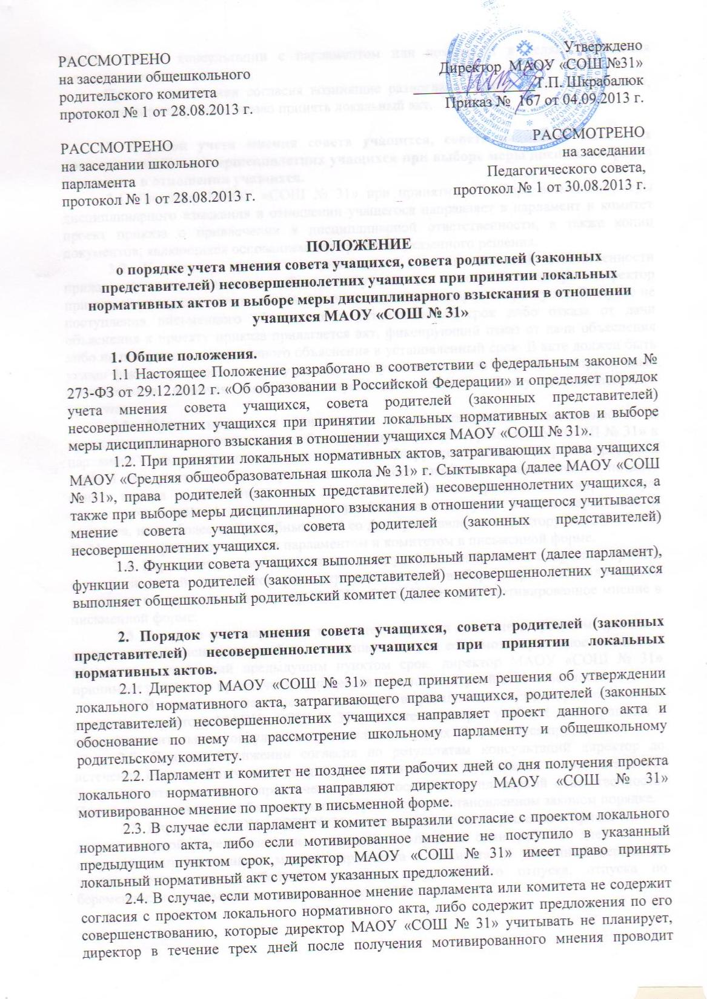 РАССМОТРЕНО
на заседании общешкольного
родительского комитета
протокол № 1 от 28.08.2013 г.
Утверждено
Директор МАОУ «СОШ №31»
Т.П. Шкрабалюк
Приказ № 167 от 04.09.2013 г.
РАССМОТРЕНО
на заседании школьного
парламента
протокол № 1 от 28.08.2013 г.
РАССМОТРЕНО
на заседании
Педагогического совета,
протокол № 1 от 30.08.2013 г.
ПОЛОЖЕНИЕ
о порядке учета мнения совета учащихся, совета родителей (законных
представителей) несовершеннолетних учащихся при принятии локальных
нормативных актов и выборе меры дисциплинарного взыскания в отношении
учащихся МАОУ «СОШ № 31»
1. Общие положения.
1.1. Настоящее Положение разработано в соответствии с федеральным законом №
273-ФЗ от 29.12.2012 г. «Об образовании в Российской Федерации» и определяет порядок
учета мнения совета учащихся, совета родителей (законных представителей)
несовершеннолетних учащихся при принятии локальных нормативных актов и выборе
меры дисциплинарного взыскания в отношении учащихся МАОУ «СОШ № 31».
1.2. При принятии локальных нормативных актов, затрагивающих права учащихся
МАОУ «Средняя общеобразовательная школа № 31» г. Сыктывкара (далее МАОУ «СОШ
№ 31», права родителей (законных представителей) несовершеннолетних учащихся, а
также при выборе меры дисциплинарного взыскания в отношении учащегося учитывается
мнение совета учащихся, совета родителей (законных представителей)
несовершеннолетних учащихся.
1.3. Функции совета учащихся выполняет школьный парламент (далее парламент),
функции совета родителей (законных представителей) несовершеннолетних учащихся
выполняет общешкольный родительский комитет (далее комитет).
2. Порядок учета мнения совета учащихся, совета родителей (законных
представителей) несовершеннолетних учащихся при принятии локальных
нормативных актов.
2.1. Директор МАОУ «СОШ № 31» перед принятием решения об утверждении
локального нормативного акта, затрагивающего права учащихся, родителей (законных
представителей) несовершеннолетних учащихся направляет проект данного акта и
обоснование по нему на рассмотрение школьному парламенту и общешкольному
родительскому комитету.
2.2. Парламент и комитет не позднее пяти рабочих дней со дня получения проекта
локального нормативного акта направляют директору МАОУ «СОШ № 31»
мотивированное мнение по проекту в письменной форме.
2.3. В случае если парламент и комитет выразили согласие с проектом локального
нормативного акта, либо если мотивированное мнение не поступило в указанный
предыдущим пунктом срок, директор МАОУ «СОШ № 31» имеет право принять
локальный нормативный акт с учетом указанных предложений.
2.4. В случае, если мотивированное мнение парламента или комитета не содержит
согласия с проектом локального нормативного акта, либо содержит предложения по его
совершенствованию, которые директор МАОУ «СОШ № 31» учитывать не планирует,
директор в течение трех дней после получения мотивированного мнения проводит